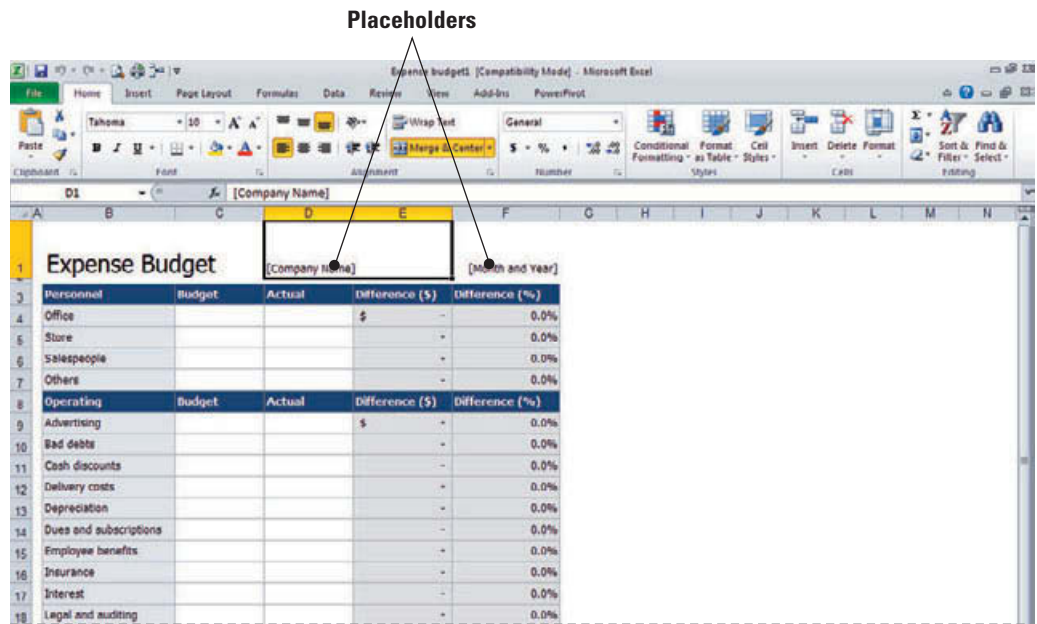 Placeholders
Expense budget1 [Compatibility Mode] - Microsoft Excel
File Home Insert Page Layout Formulas Data Review View Add-Ins PowerPivot
Paste Tahoma 10 A A Wrap Text General Conditional Formatting Format as Table Cell Styles Insert Delete Format Sort & Filter Find & Select
B I U A Merge & Center $ % ,
Clipboard Font Alignment Number Styles Cells Editing
D1 fx [Company Name]
A B C D E F G H I J K L M N
1 Expense Budget [Company Name] [Month and Year]
3 Personnel Budget Actual Difference ($) Difference (%)
4 Office $ - 0.0%
5 Store - 0.0%
6 Salespeople - 0.0%
7 Others - 0.0%
8 Operating Budget Actual Difference ($) Difference (%)
9 Advertising $ - 0.0%
10 Bad debts - 0.0%
11 Cash discounts - 0.0%
12 Delivery costs - 0.0%
13 Depreciation - 0.0%
14 Dues and subscriptions - 0.0%
15 Employee benefits - 0.0%
16 Insurance - 0.0%
17 Interest - 0.0%
18 Legal and auditing - 0.0%